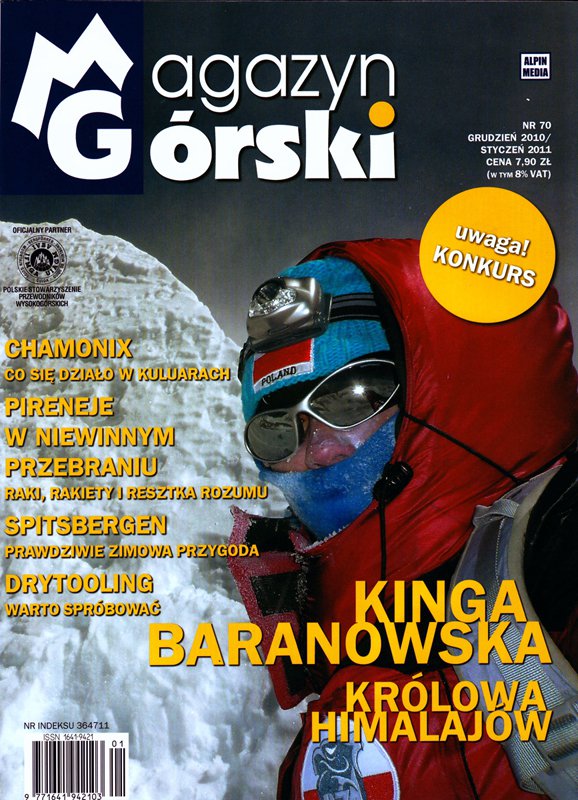 Magazyn
Górski
ALPIN
MEDIA
NR 70
GRUDZIEŃ 2010/
STYCZEŃ 2011
CENA 7,90 ZŁ
(W TYM 8% VAT)
uwaga!
KONKURS
OFICJALNY PARTNER
POLSKIE STOWARZYSZENIE
PRZEWODNIKÓW
WYSOKOGÓRSKICH
CHAMONIX
CO SIĘ DZIAŁO W KULUARACH
PIRENEJE
W NIEWINNYM
PRZEBRANIU
RAKI, RAKIETY I RESZTKA ROZUMU
SPITSBERGEN
PRAWDZIWIE ZIMOWA PRZYGODA
DRYTOOLING
WARTO SPRÓBOWAĆ
POLAND
KINGA
BARANOWSKA
KRÓLOWA
HIMALAJÓW
NR INDEKSU 364711
ISSN 1641-9421
01
9 771641 942103